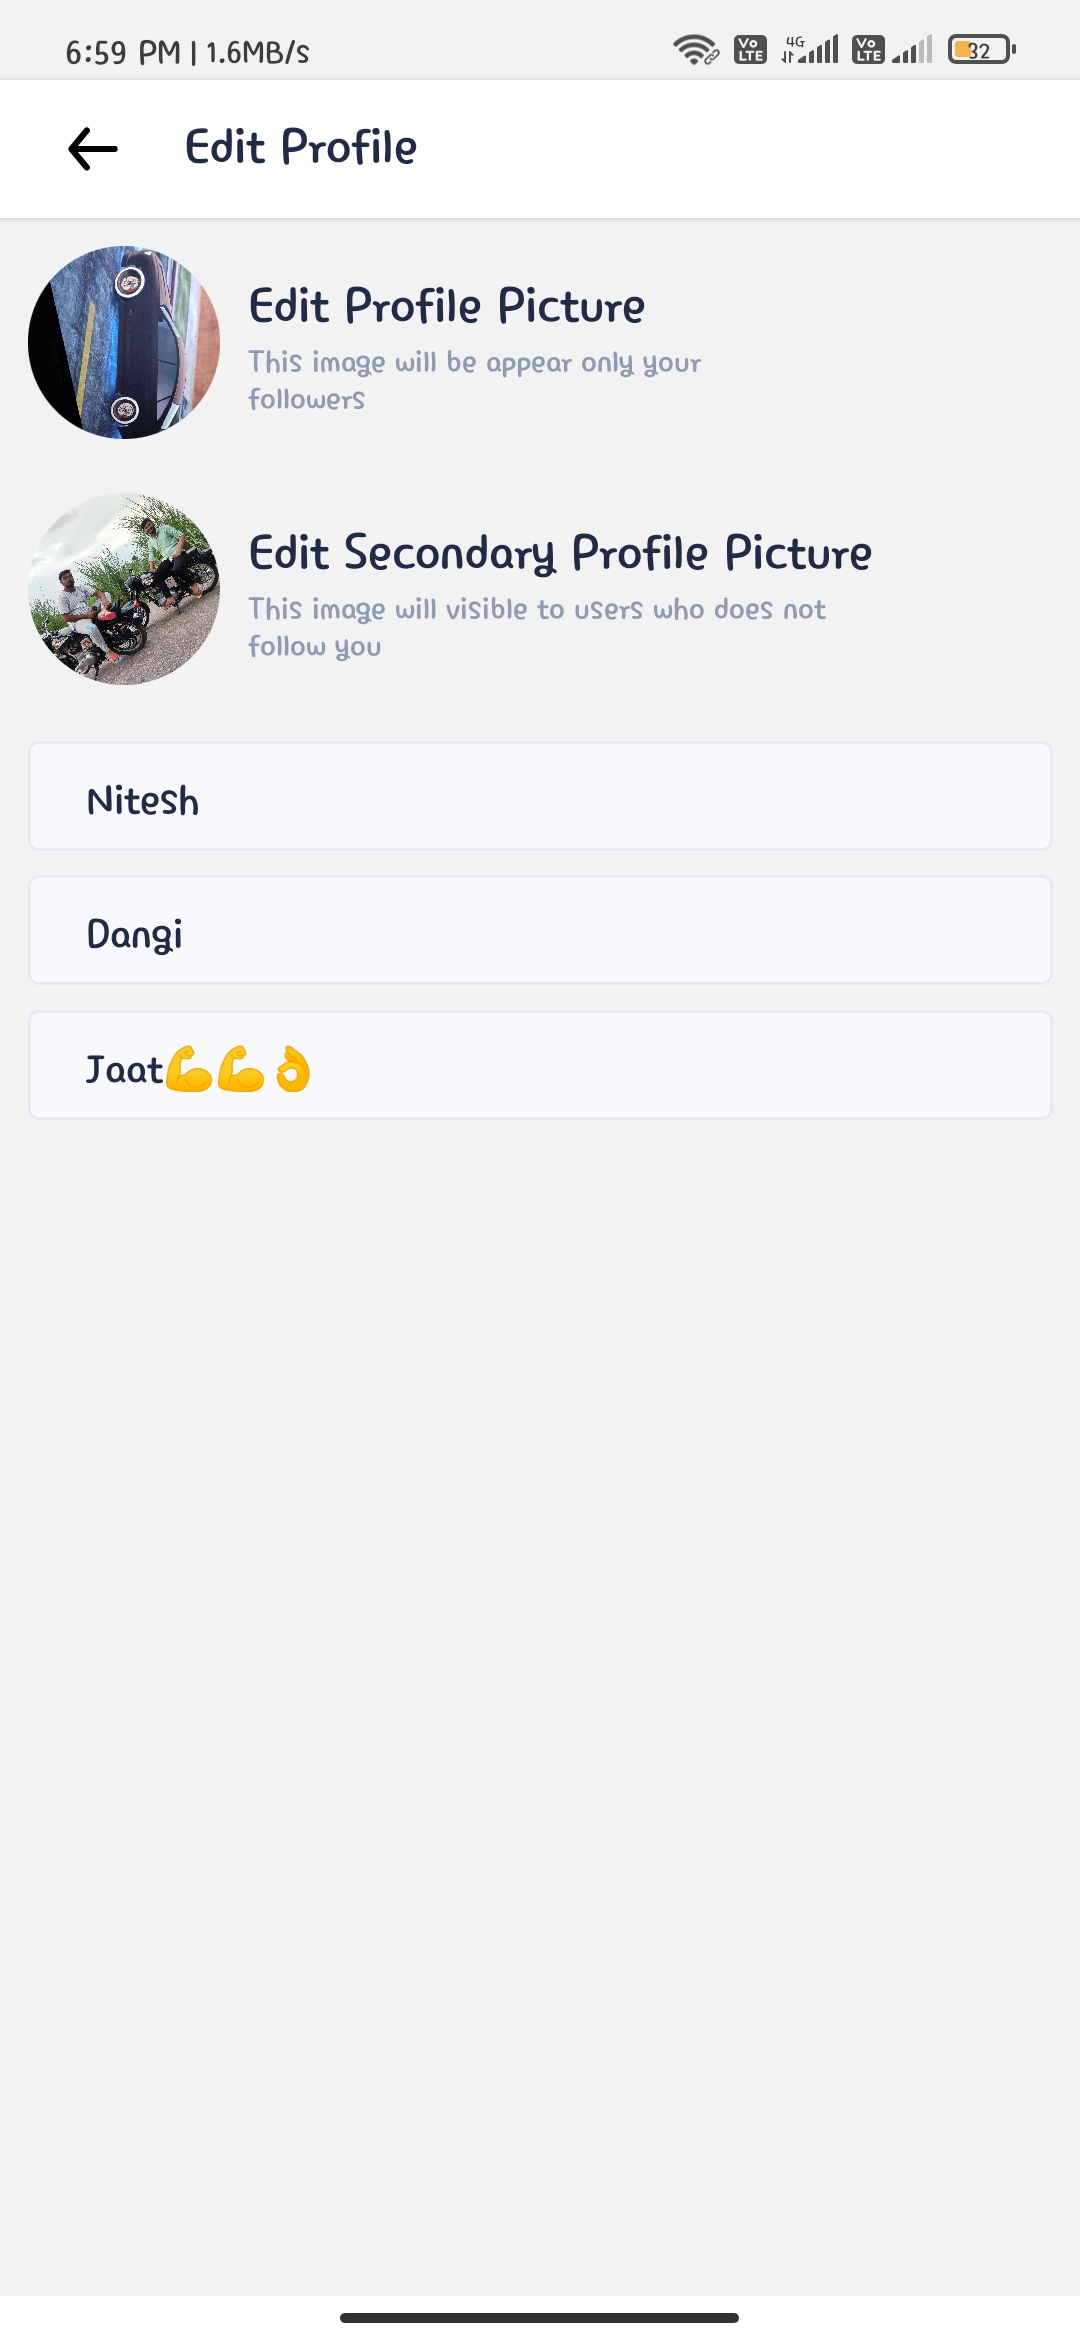 6:59 PM | 1.6MB/s Vo LTE 4G Vo LTE 32
Edit Profile
Edit Profile Picture
This image will be appear only your
followers
Edit Secondary Profile Picture
This image will visible to users who does not
follow you
Nitesh
Dangi
Jaat💪💪👌